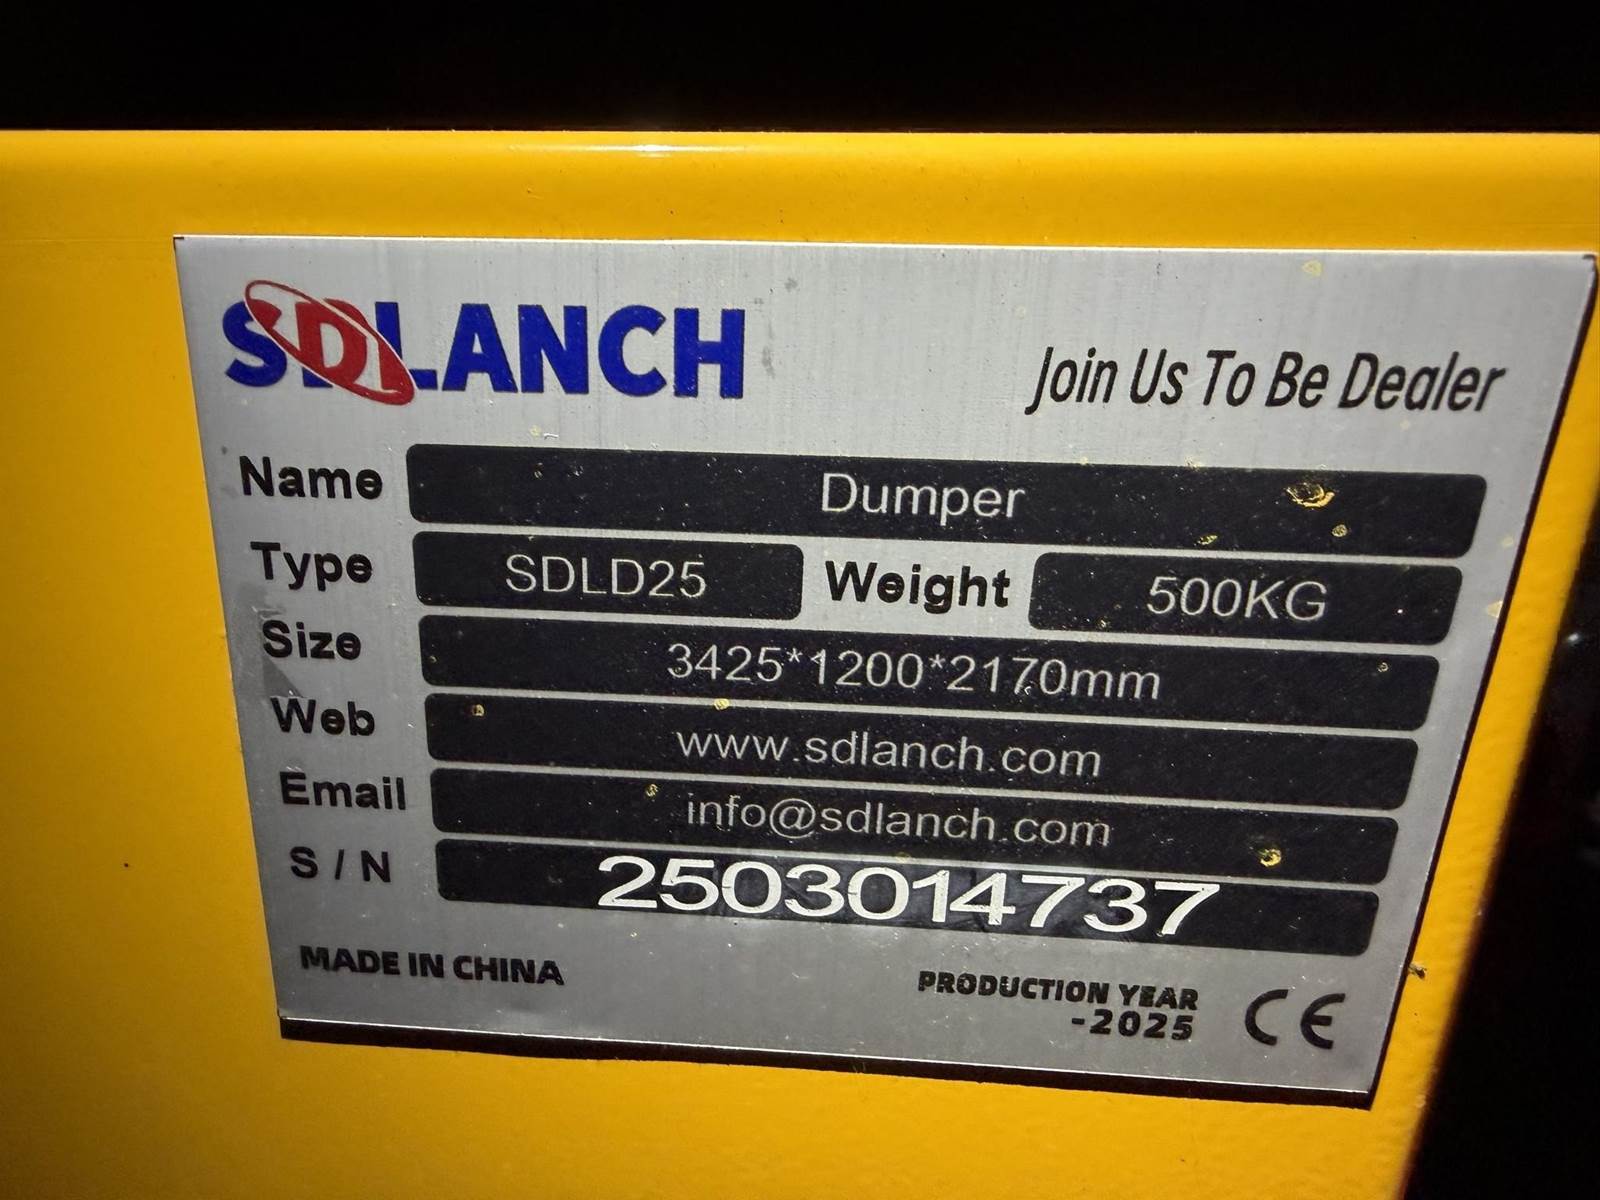 SDLANCH
Join Us To Be Dealer
Name Dumper
Type SDLD25 Weight 500KG
Size 3425*1200*2170mm
Web www.sdlanch.com
Email info@sdlanch.com
S / N 2503014737
MADE IN CHINA
PRODUCTION YEAR
-2025
CE